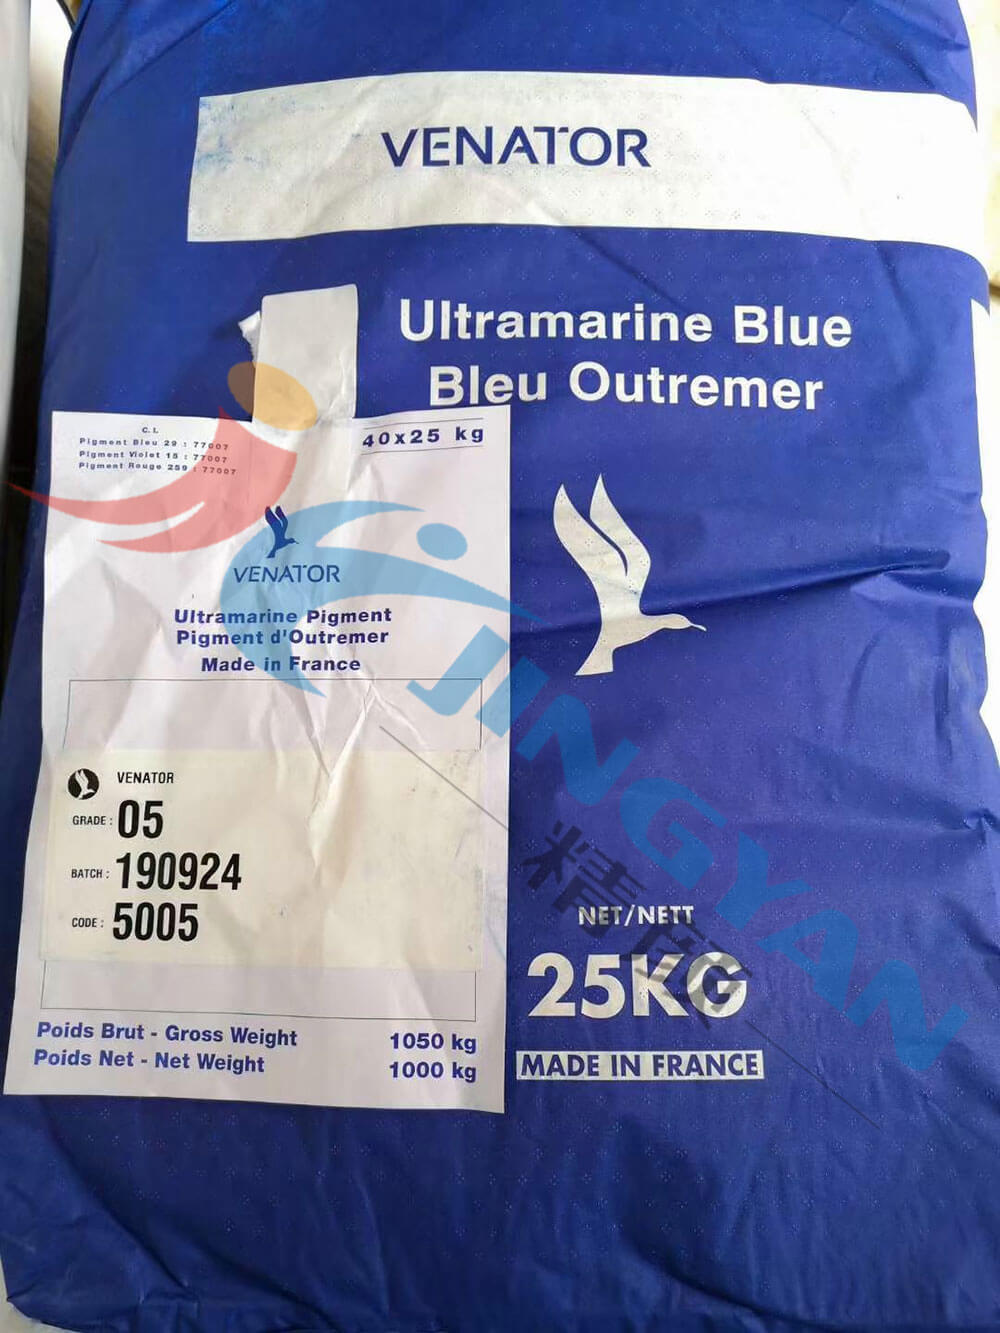 VENATOR
Ultramarine Blue
Bleu Outremer
C. I.
Pigment Bleu 29 : 77007
Pigment Violet 15 : 77007
Pigment Rouge 259 : 77007
40x25 kg
VENATOR
Ultramarine Pigment
Pigment d'Outremer
Made in France
VENATOR
GRADE : 05
BATCH : 190924
CODE : 5005
Poids Brut - Gross Weight 1050 kg
Poids Net - Net Weight 1000 kg
NET/NETT
25KG
MADE IN FRANCE
JINGYAN
精颜